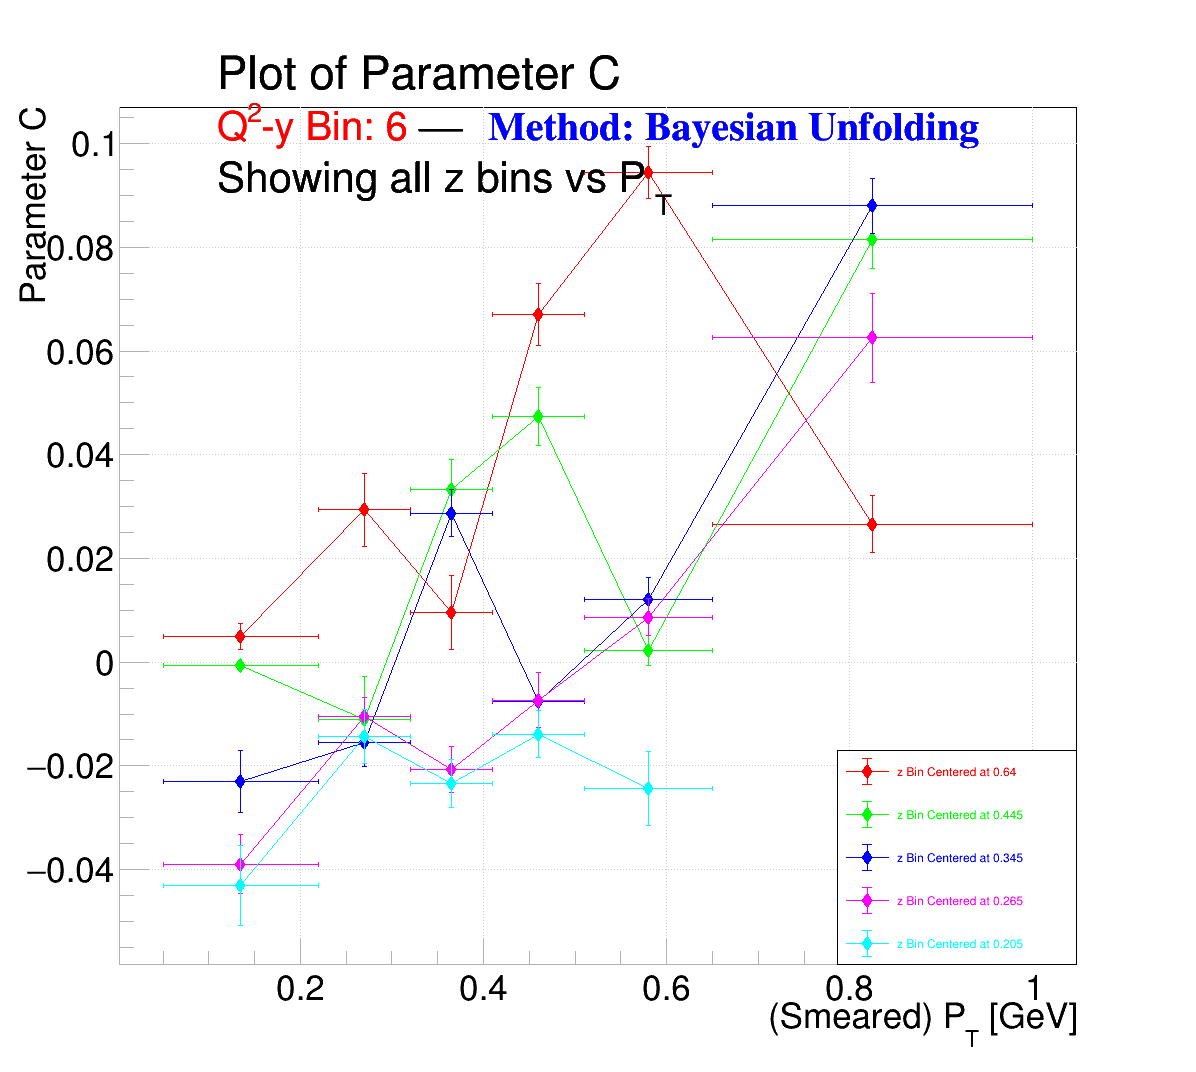 Plot of Parameter C
Q²-y Bin: 6 — Method: Bayesian Unfolding
Showing all z bins vs P_T
Parameter C
0.1
0.08
0.06
0.04
0.02
0
−0.02
−0.04
z Bin Centered at 0.64
z Bin Centered at 0.445
z Bin Centered at 0.345
z Bin Centered at 0.265
z Bin Centered at 0.205
0.2 0.4 0.6 0.8 1
(Smeared) P_T [GeV]